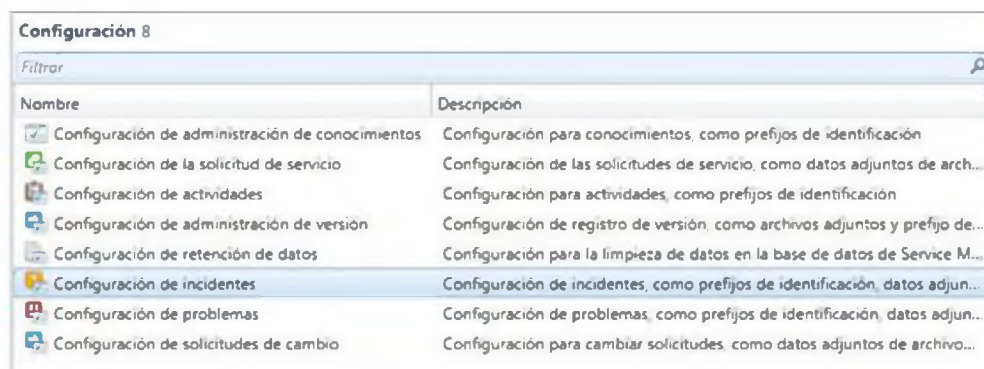 Configuración 8
Filtrar
Nombre Descripción
Configuración de administración de conocimientos Configuración para conocimientos, como prefijos de identificación
Configuración de la solicitud de servicio Configuración de las solicitudes de servicio, como datos adjuntos de arch...
Configuración de actividades Configuración para actividades, como prefijos de identificación
Configuración de administración de versión Configuración de registro de versión, como archivos adjuntos y prefijo de...
Configuración de retención de datos Configuración para la limpieza de datos en la base de datos de Service M...
Configuración de incidentes Configuración de incidentes, como prefijos de identificación, datos adjun...
Configuración de problemas Configuración de problemas, como prefijos de identificación, datos adjun...
Configuración de solicitudes de cambio Configuración para cambiar solicitudes, como datos adjuntos de archivo...